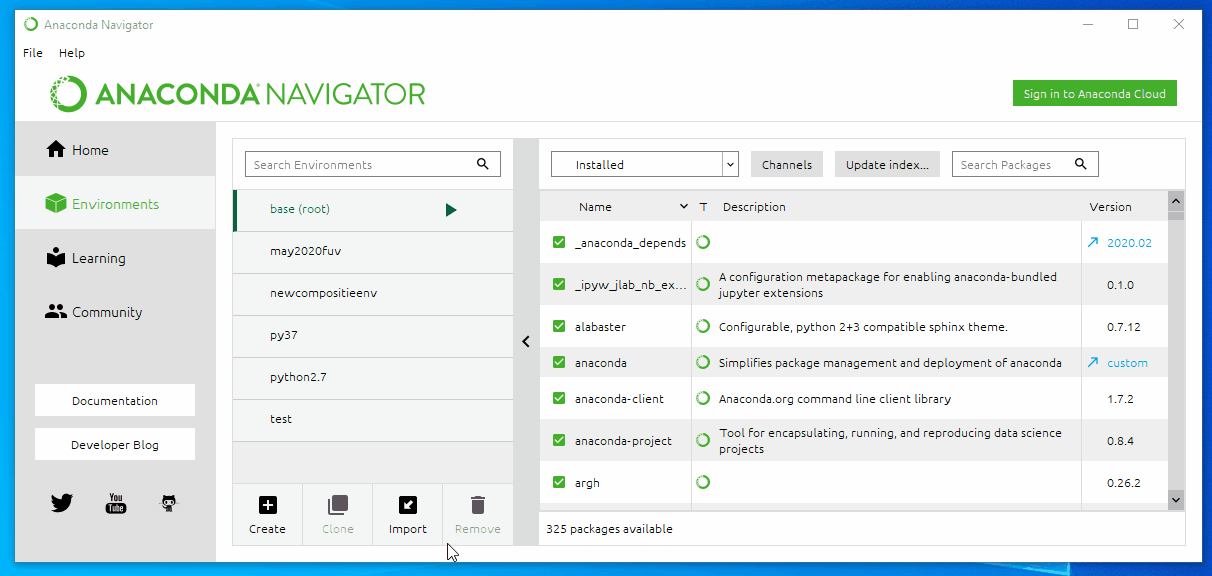 Anaconda Navigator
File Help
ANACONDA NAVIGATOR
Sign in to Anaconda Cloud
Home
Environments
Learning
Community
Documentation
Developer Blog
You
Tube
Search Environments
base (root)
may2020fuv
newcompositieenv
py37
python2.7
test
Create
Clone
Import
Remove
Installed
Channels
Update index...
Search Packages
Name T Description Version
_anaconda_depends 2020.02
_ipyw_jlab_nb_ex... A configuration metapackage for enabling anaconda-bundled
jupyter extensions 0.1.0
alabaster Configurable, python 2+3 compatible sphinx theme. 0.7.12
anaconda Simplifies package management and deployment of anaconda custom
anaconda-client Anaconda.org command line client library 1.7.2
anaconda-project Tool for encapsulating, running, and reproducing data science
projects 0.8.4
argh 0.26.2
325 packages available